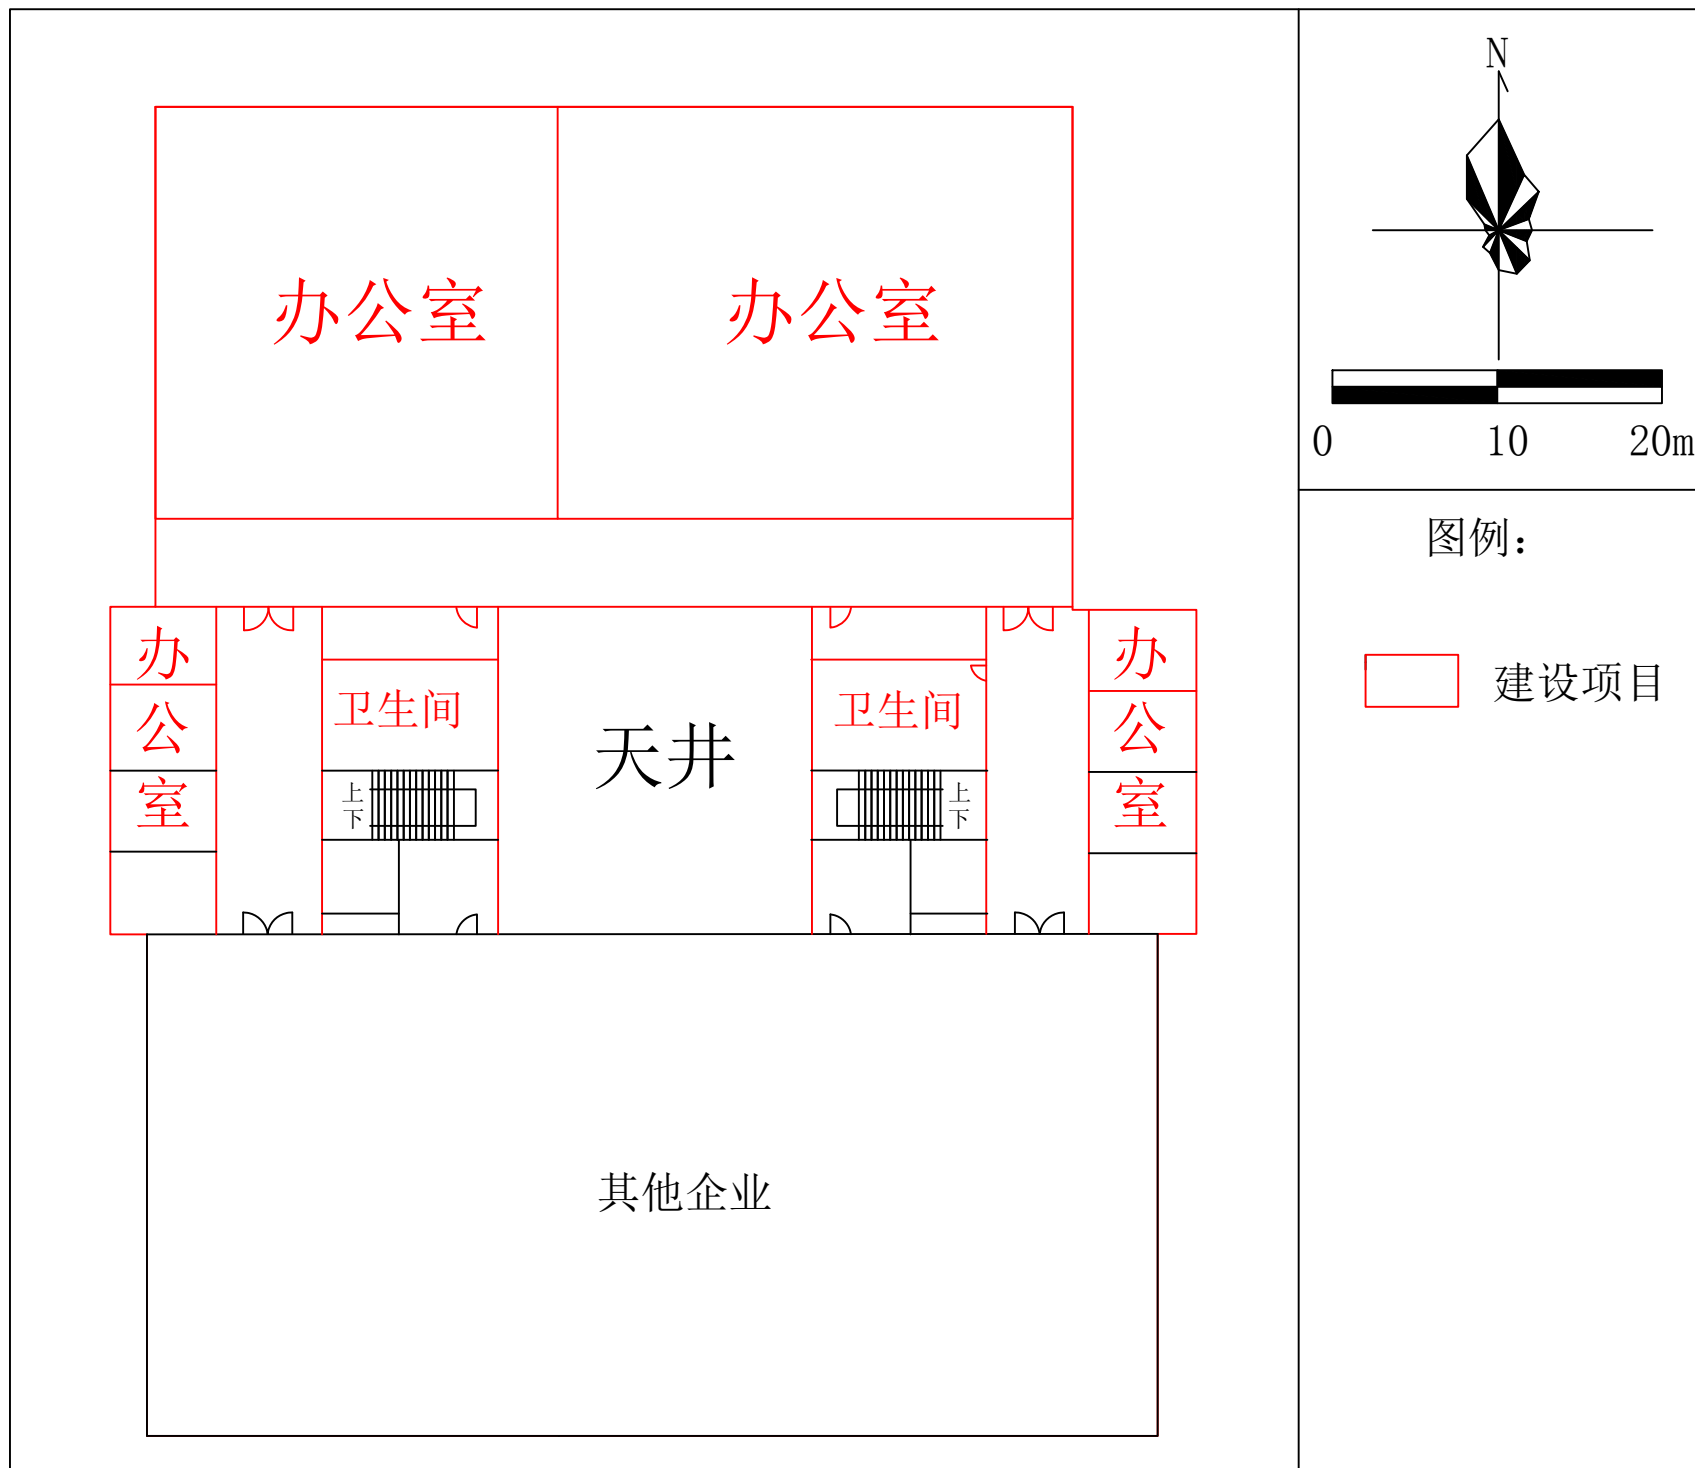 N
0 10 20m
图例：
建设项目
办公室 办公室
办公室
办公室
卫生间 卫生间
天井
上下
上下
其他企业